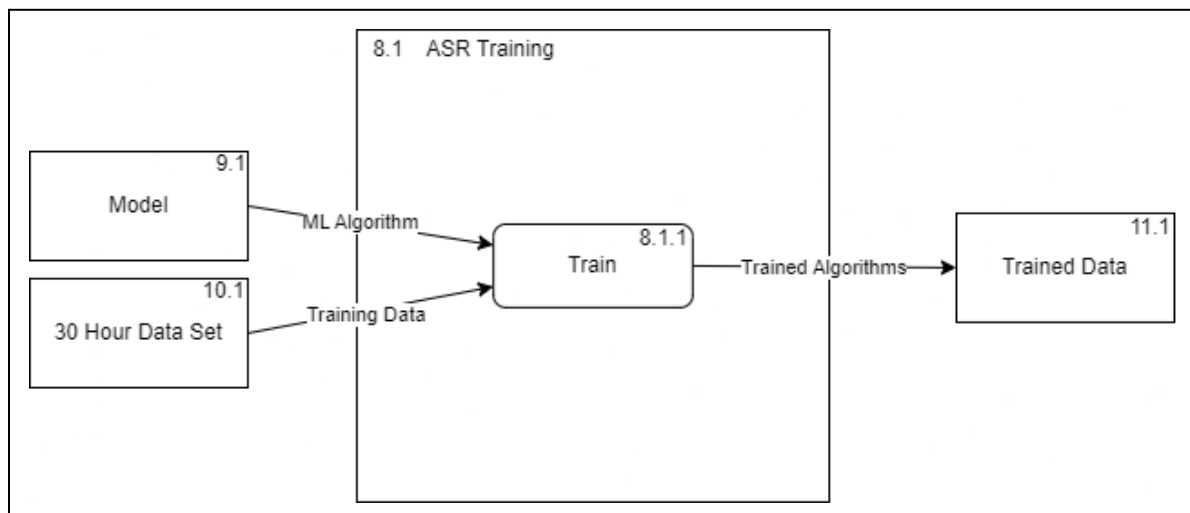 8.1 ASR Training
9.1
Model
ML Algorithm
10.1
30 Hour Data Set
Training Data
8.1.1
Train
Trained Algorithms
11.1
Trained Data